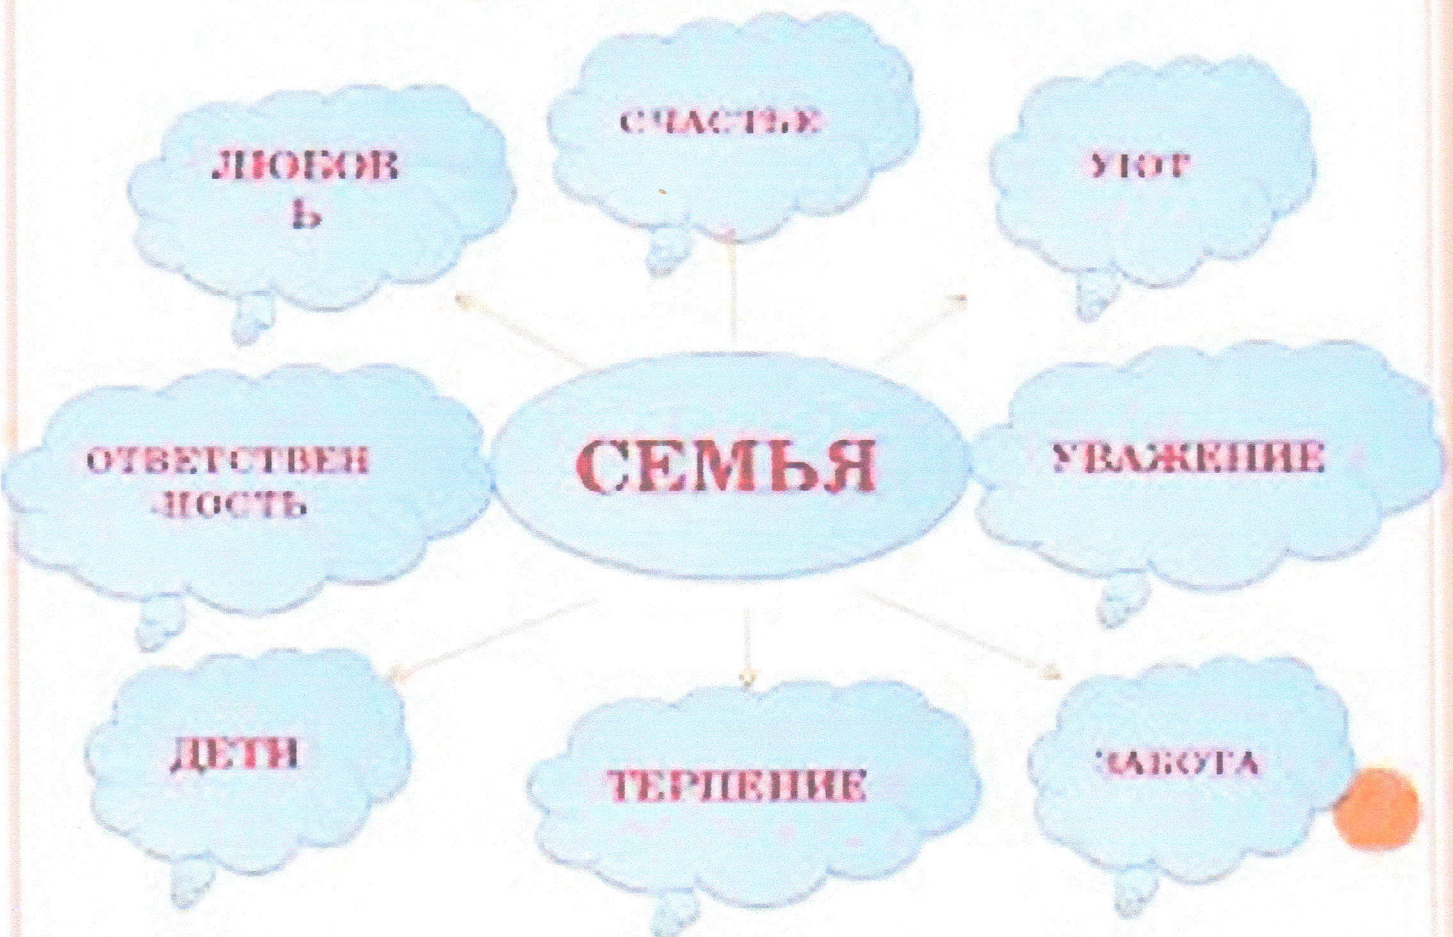 СЧАСТЬЕ
ЛЮБОВ
Ь
УЮТ
ОТВЕТСТВЕН
НОСТЬ
СЕМЬЯ
УВАЖЕНИЕ
ДЕТИ
ТЕРПЕНИЕ
ЗАБОТА